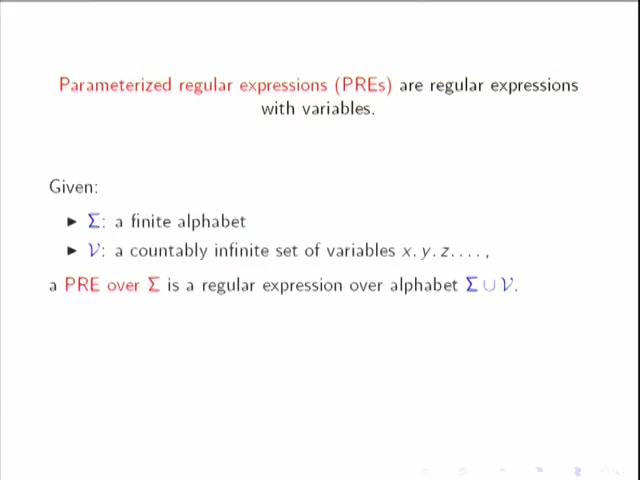 Parameterized regular expressions (PREs) are regular expressions
with variables.
Given:
▶ Σ: a finite alphabet
▶ 𝒱: a countably infinite set of variables x. y. z. . . . ,
a PRE over Σ is a regular expression over alphabet Σ ∪ 𝒱.